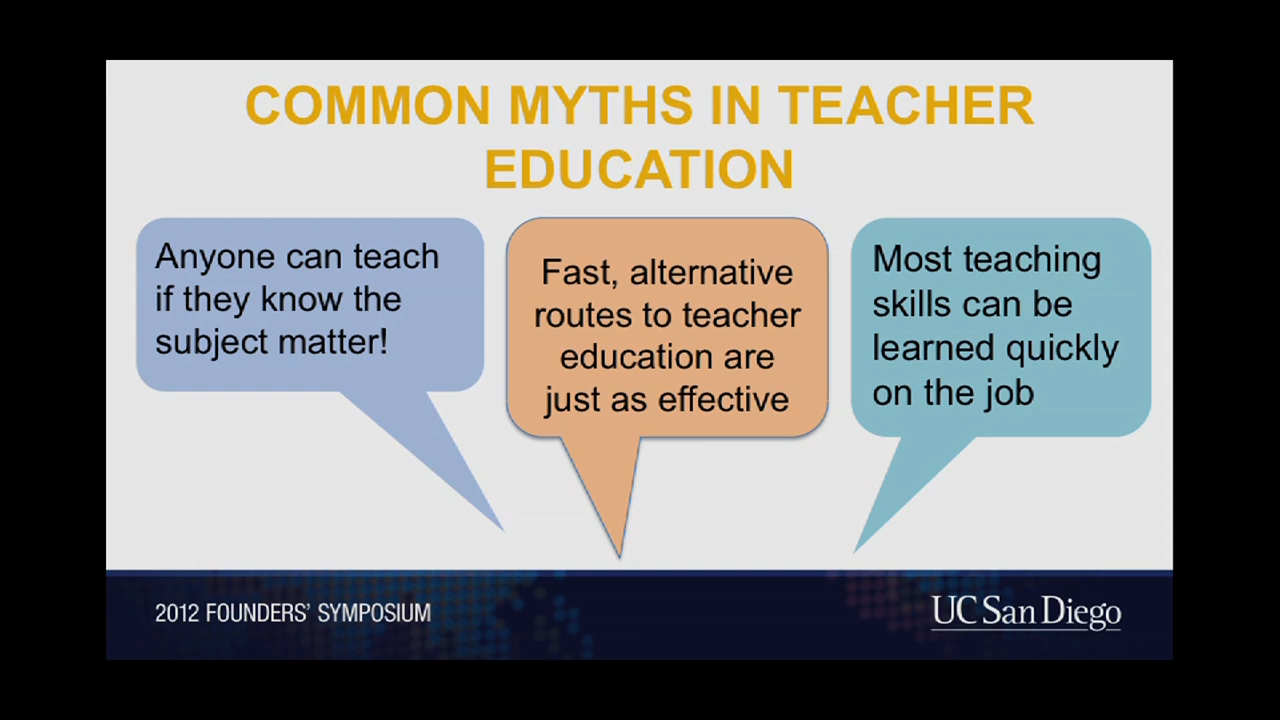 COMMON MYTHS IN TEACHER
EDUCATION
Anyone can teach
if they know the
subject matter!
Fast, alternative
routes to teacher
education are
just as effective
Most teaching
skills can be
learned quickly
on the job
2012 FOUNDERS’ SYMPOSIUM
UC San Diego